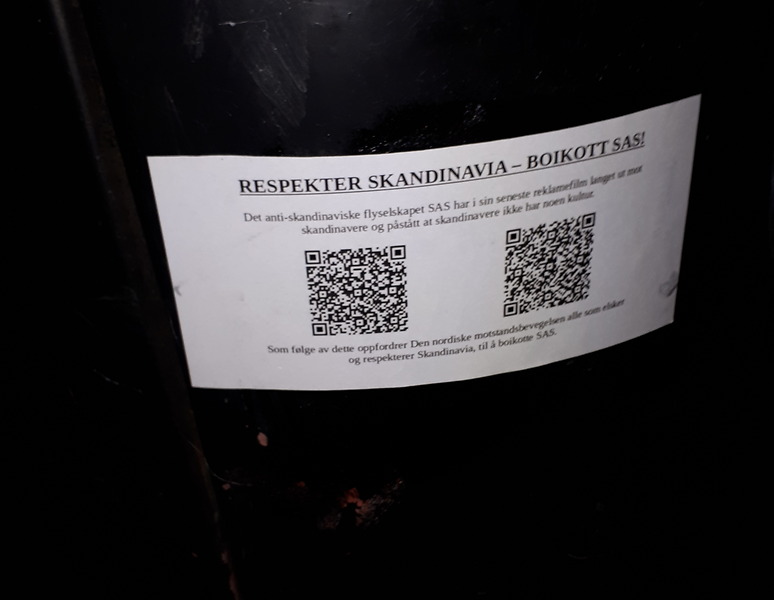 RESPEKTER SKANDINAVIA – BOIKOTT SAS!
Det anti-skandinaviske flyselskapet SAS har i sin seneste reklamefilm langet ut mot
skandinavere og påstått at skandinavere ikke har noen kultur.
Som følge av dette oppfordrer Den nordiske motstandsbevegelsen alle som elsker
og respekterer Skandinavia, til å boikotte SAS.